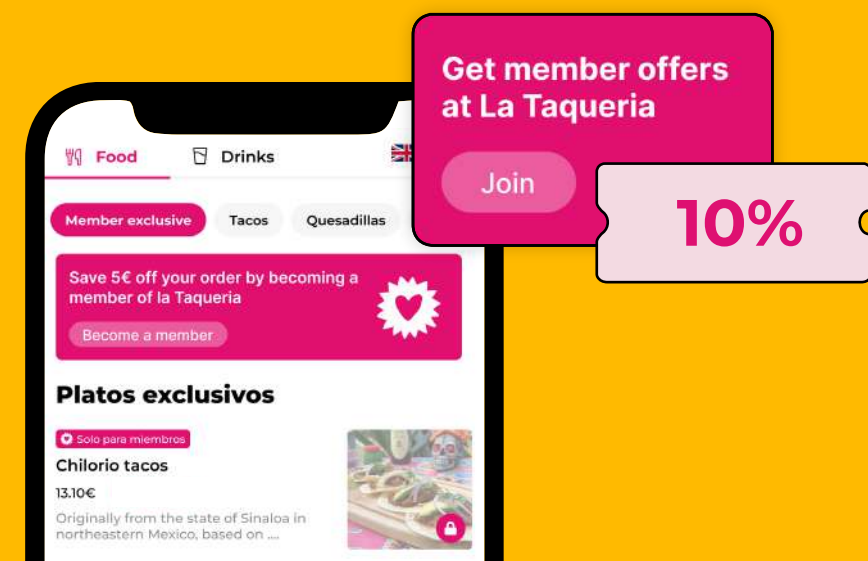 Get member offers
at La Taqueria
Join
10%
Food
Drinks
Member exclusive
Tacos
Quesadillas
Save 5€ off your order by becoming a
member of la Taqueria
Become a member
Platos exclusivos
Solo para miembros
Chilorio tacos
13.10€
Originally from the state of Sinaloa in
northeastern Mexico, based on ....